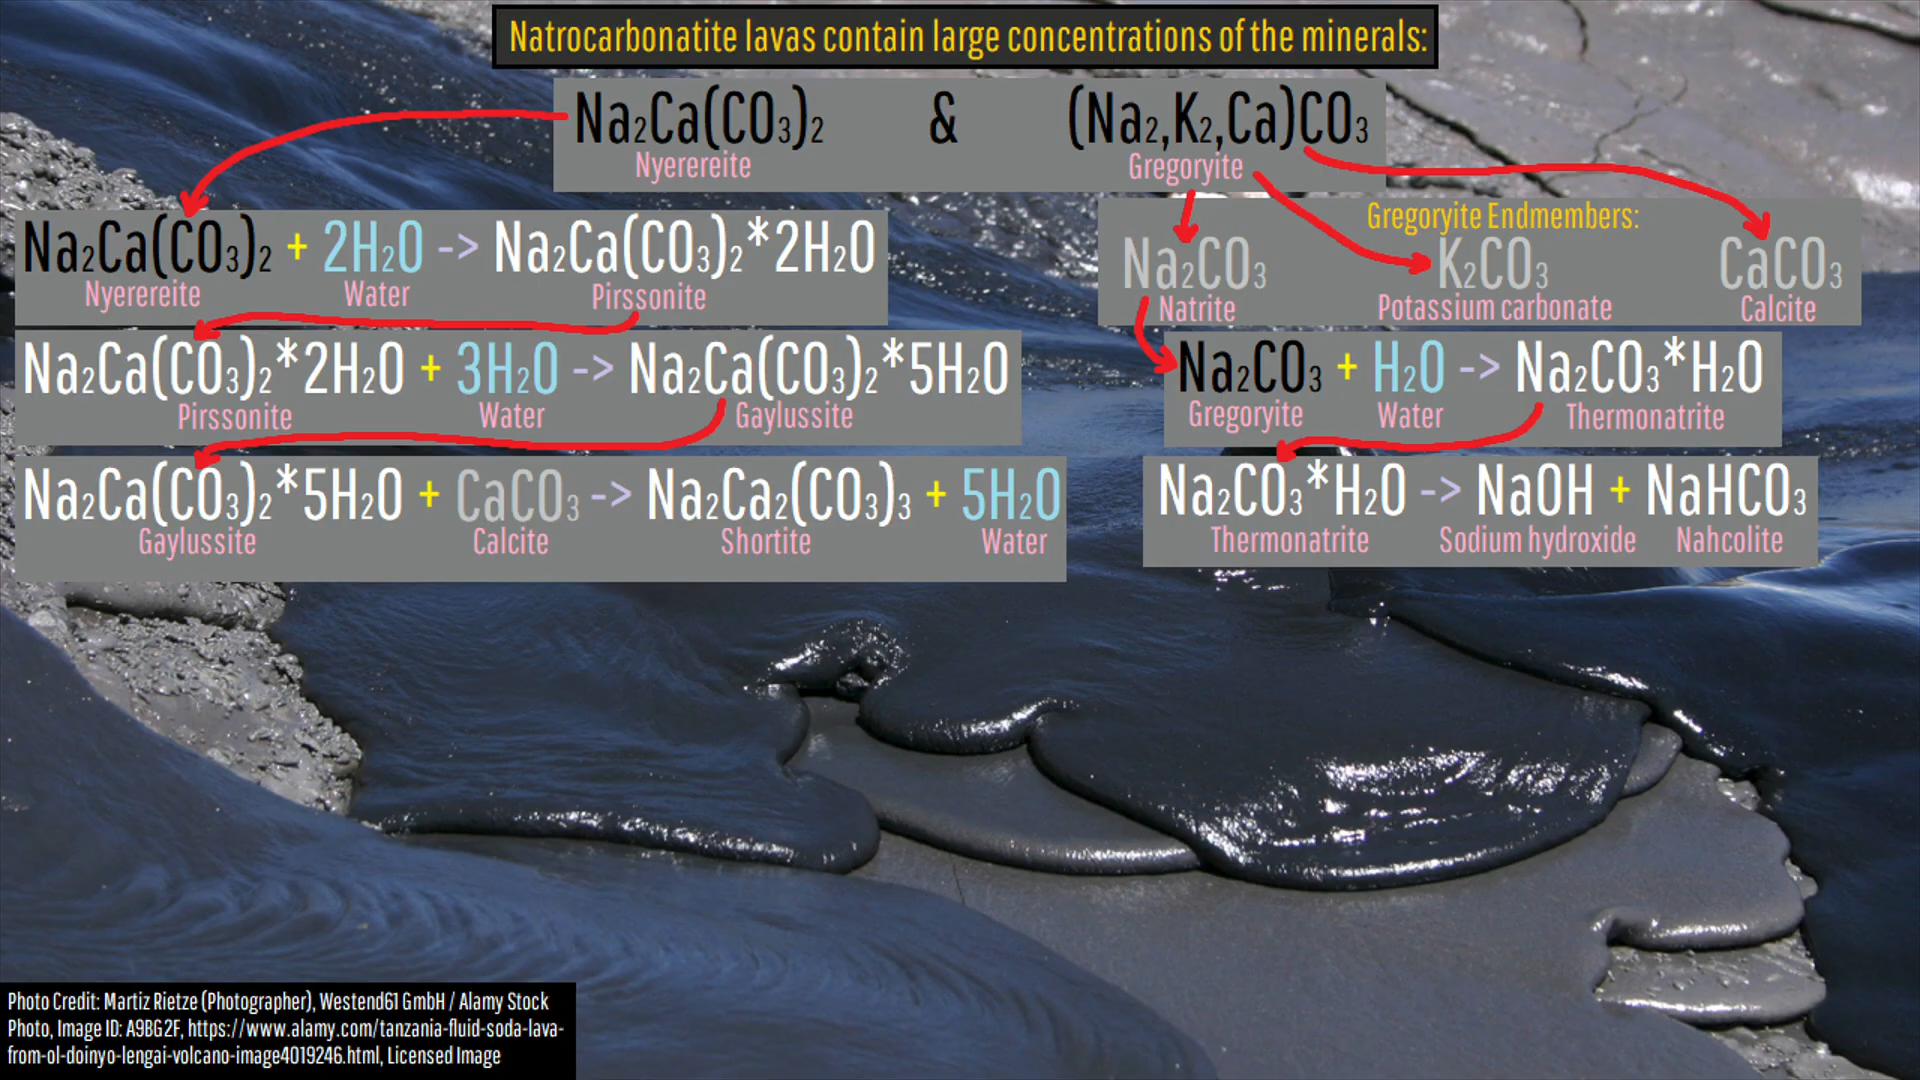 Natrocarbonatite lavas contain large concentrations of the minerals:
Na₂Ca(CO₃)₂ & (Na₂,K₂,Ca)CO₃
Nyerereite Gregoryite
Na₂Ca(CO₃)₂ + 2H₂O -> Na₂Ca(CO₃)₂*2H₂O
Nyerereite Water Pirssonite
Na₂Ca(CO₃)₂*2H₂O + 3H₂O -> Na₂Ca(CO₃)₂*5H₂O
Pirssonite Water Gaylussite
Na₂Ca(CO₃)₂*5H₂O + CaCO₃ -> Na₂Ca₂(CO₃)₃ + 5H₂O
Gaylussite Calcite Shortite Water
Gregoryite Endmembers:
Na₂CO₃ K₂CO₃ CaCO₃
Natrite Potassium carbonate Calcite
Na₂CO₃ + H₂O -> Na₂CO₃*H₂O
Gregoryite Water Thermonatrite
Na₂CO₃*H₂O -> NaOH + NaHCO₃
Thermonatrite Sodium hydroxide Nahcolite
Photo Credit: Martiz Rietze (Photographer), Westend61 GmbH / Alamy Stock
Photo, Image ID: A9BG2F, https://www.alamy.com/tanzania-fluid-soda-lava-
from-ol-doinyo-lengai-volcano-image4019246.html, Licensed Image